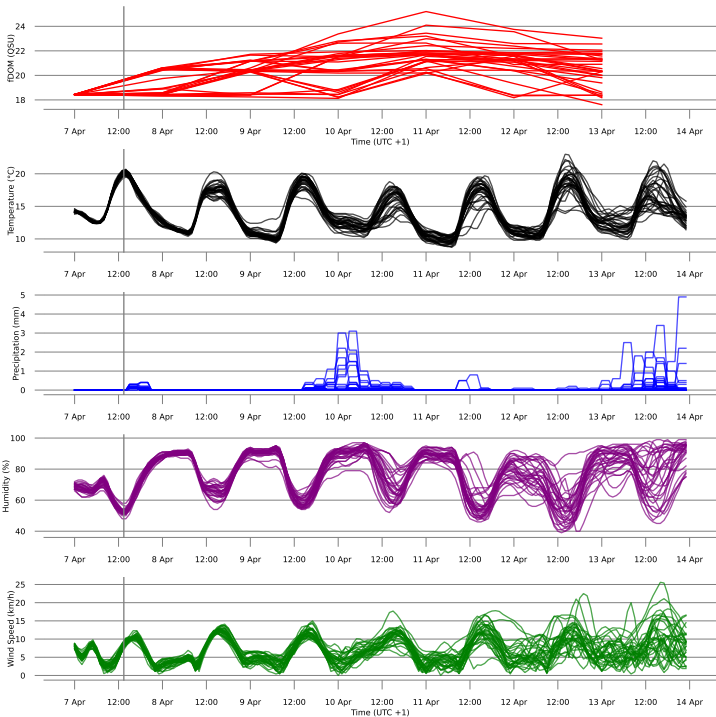 fDOM (QSU)
24
22
20
18
7 Apr 12:00 8 Apr 12:00 9 Apr 12:00 10 Apr 12:00 11 Apr 12:00 12 Apr 12:00 13 Apr 12:00 14 Apr
Time (UTC +1)
Temperature (°C)
20
15
10
7 Apr 12:00 8 Apr 12:00 9 Apr 12:00 10 Apr 12:00 11 Apr 12:00 12 Apr 12:00 13 Apr 12:00 14 Apr
Precipitation (mm)
5
4
3
2
1
0
7 Apr 12:00 8 Apr 12:00 9 Apr 12:00 10 Apr 12:00 11 Apr 12:00 12 Apr 12:00 13 Apr 12:00 14 Apr
Humidity (%)
100
80
60
40
7 Apr 12:00 8 Apr 12:00 9 Apr 12:00 10 Apr 12:00 11 Apr 12:00 12 Apr 12:00 13 Apr 12:00 14 Apr
Wind Speed (km/h)
25
20
15
10
5
0
7 Apr 12:00 8 Apr 12:00 9 Apr 12:00 10 Apr 12:00 11 Apr 12:00 12 Apr 12:00 13 Apr 12:00 14 Apr
Time (UTC +1)